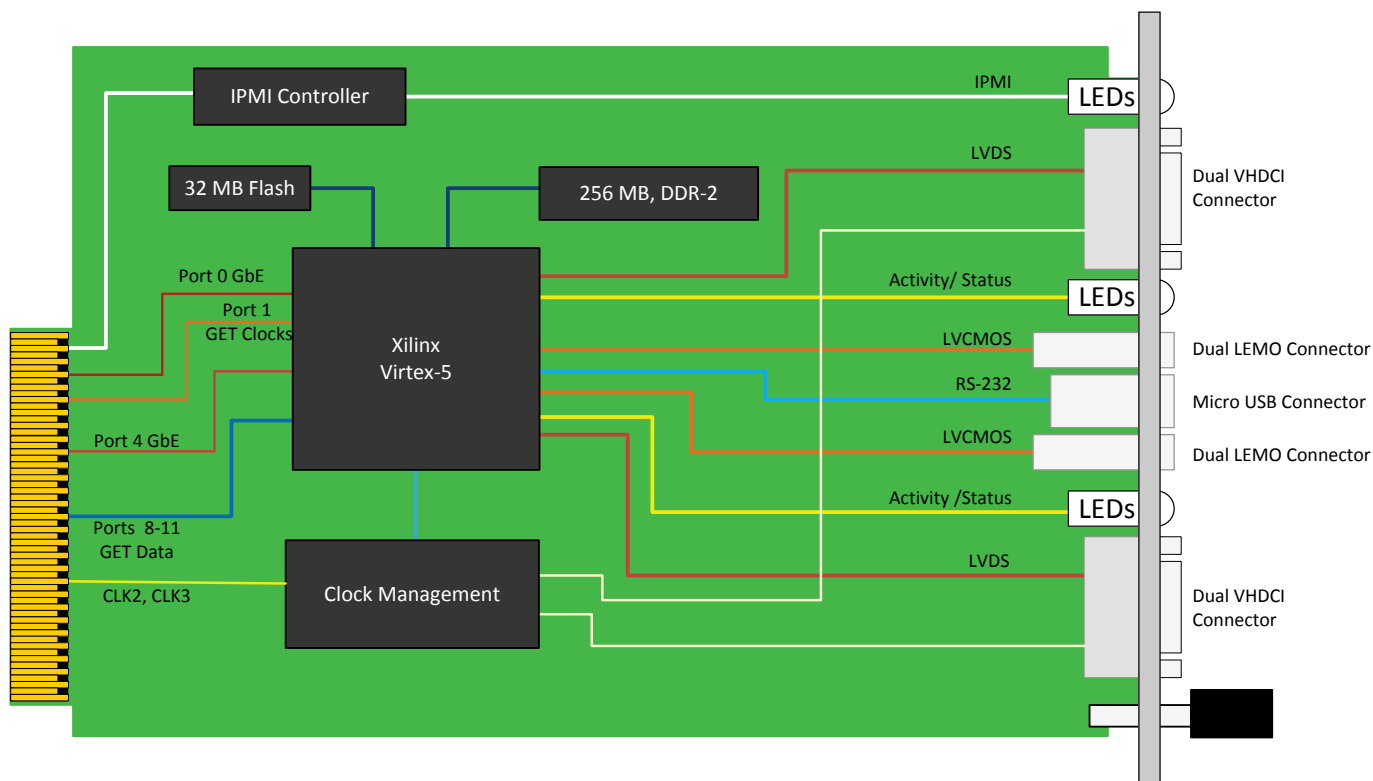 IPMI Controller
IPMI
LEDs
LVDS
Dual VHDCI
Connector
32 MB Flash
256 MB, DDR-2
Port 0 GbE
Activity/ Status
LEDs
Port 1
GET Clocks
Xilinx
Virtex-5
LVCMOS
Dual LEMO Connector
RS-232
Micro USB Connector
Port 4 GbE
LVCMOS
Dual LEMO Connector
Activity /Status
LEDs
Ports 8-11
GET Data
LVDS
CLK2, CLK3
Clock Management
Dual VHDCI
Connector